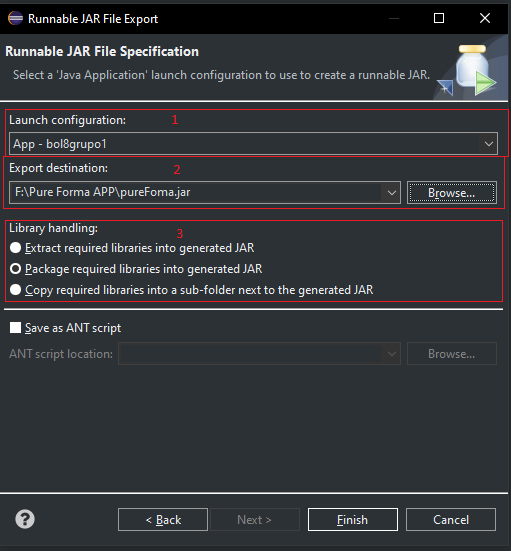 Runnable JAR File Export
Runnable JAR File Specification
Select a 'Java Application' launch configuration to use to create a runnable JAR.
Launch configuration: 1
App - bol8grupo1
Export destination: 2
F:\Pure Forma APP\pureFoma.jar Browse...
Library handling: 3
Extract required libraries into generated JAR
Package required libraries into generated JAR
Copy required libraries into a sub-folder next to the generated JAR
Save as ANT script
ANT script location: Browse...
? < Back Next > Finish Cancel